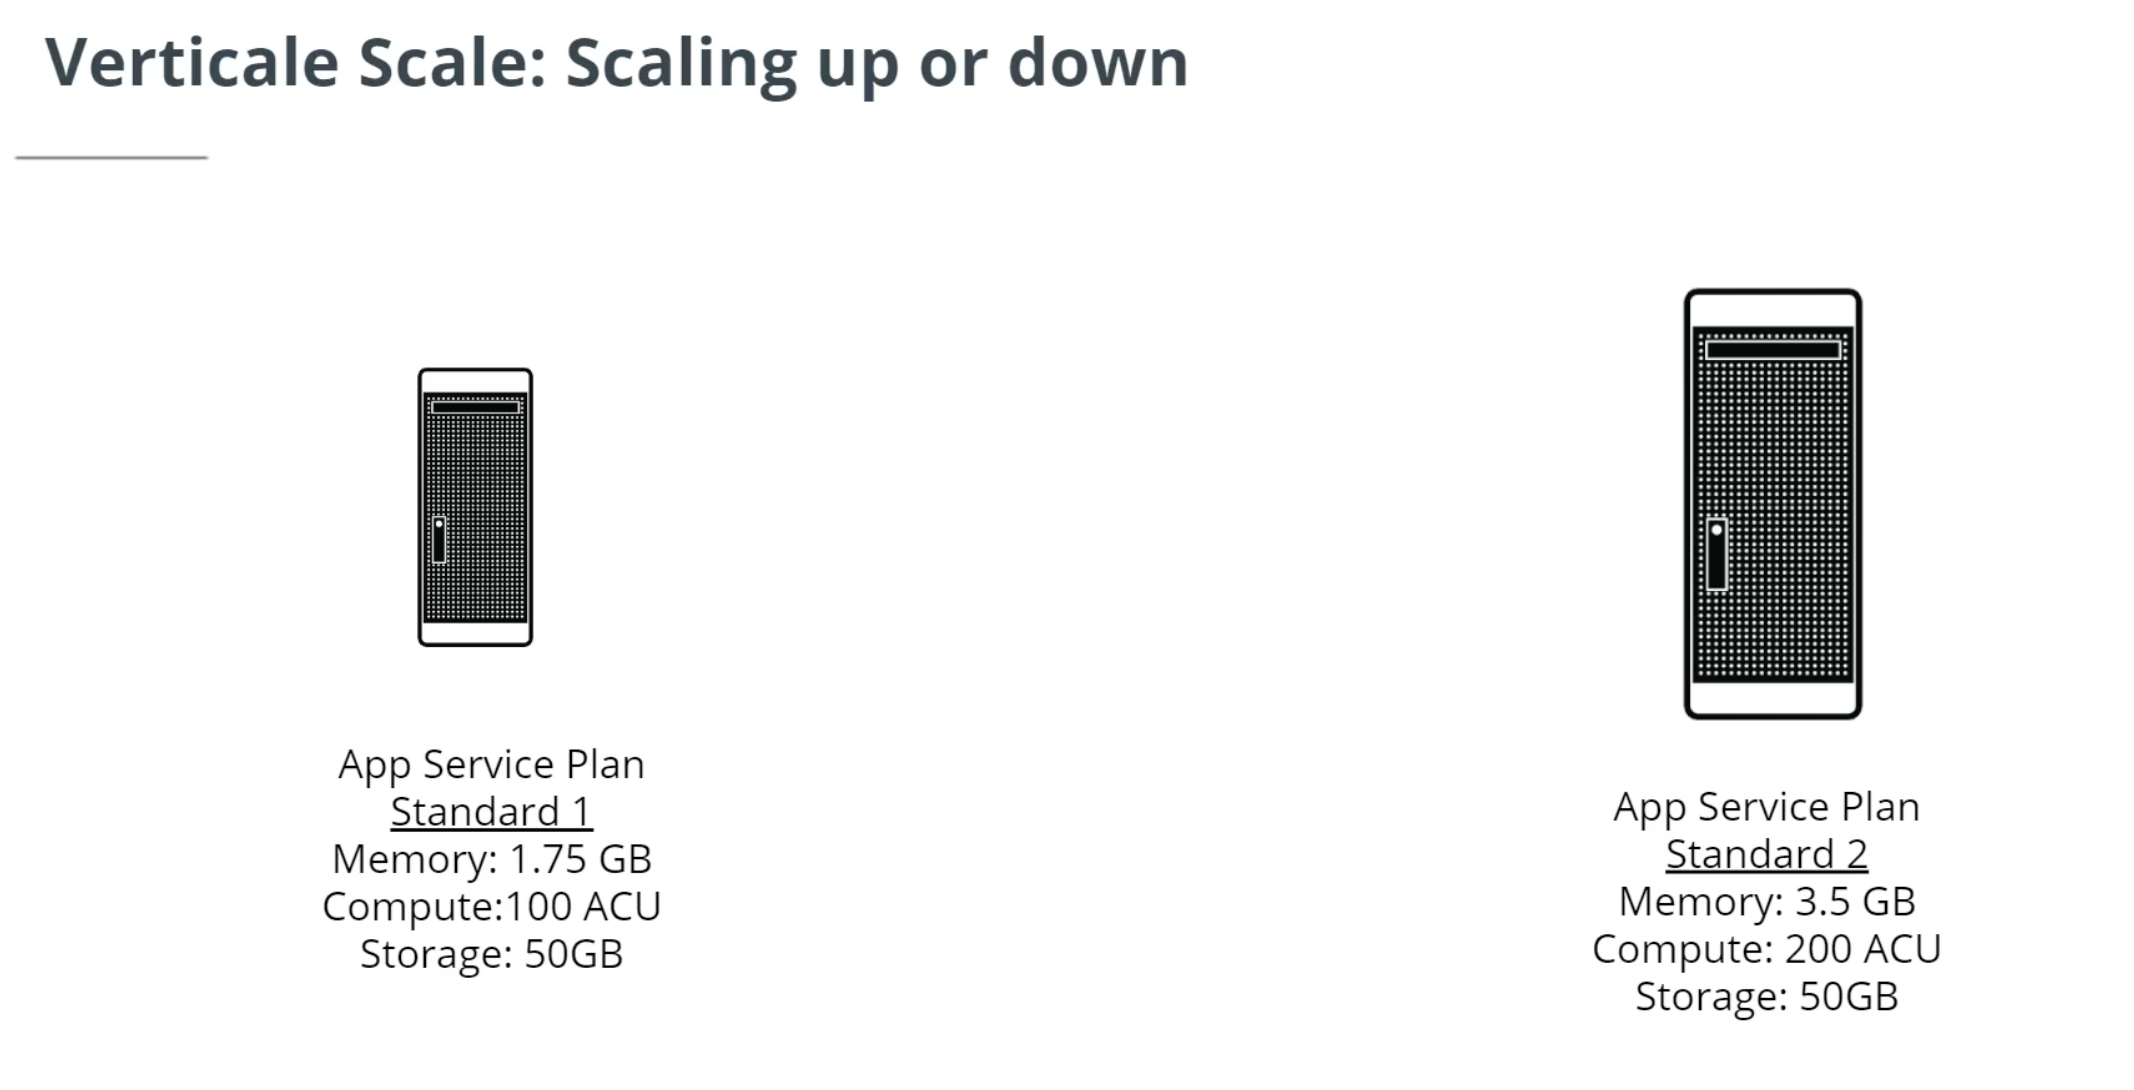 Verticale Scale: Scaling up or down
App Service Plan
Standard 1
Memory: 1.75 GB
Compute:100 ACU
Storage: 50GB
App Service Plan
Standard 2
Memory: 3.5 GB
Compute: 200 ACU
Storage: 50GB